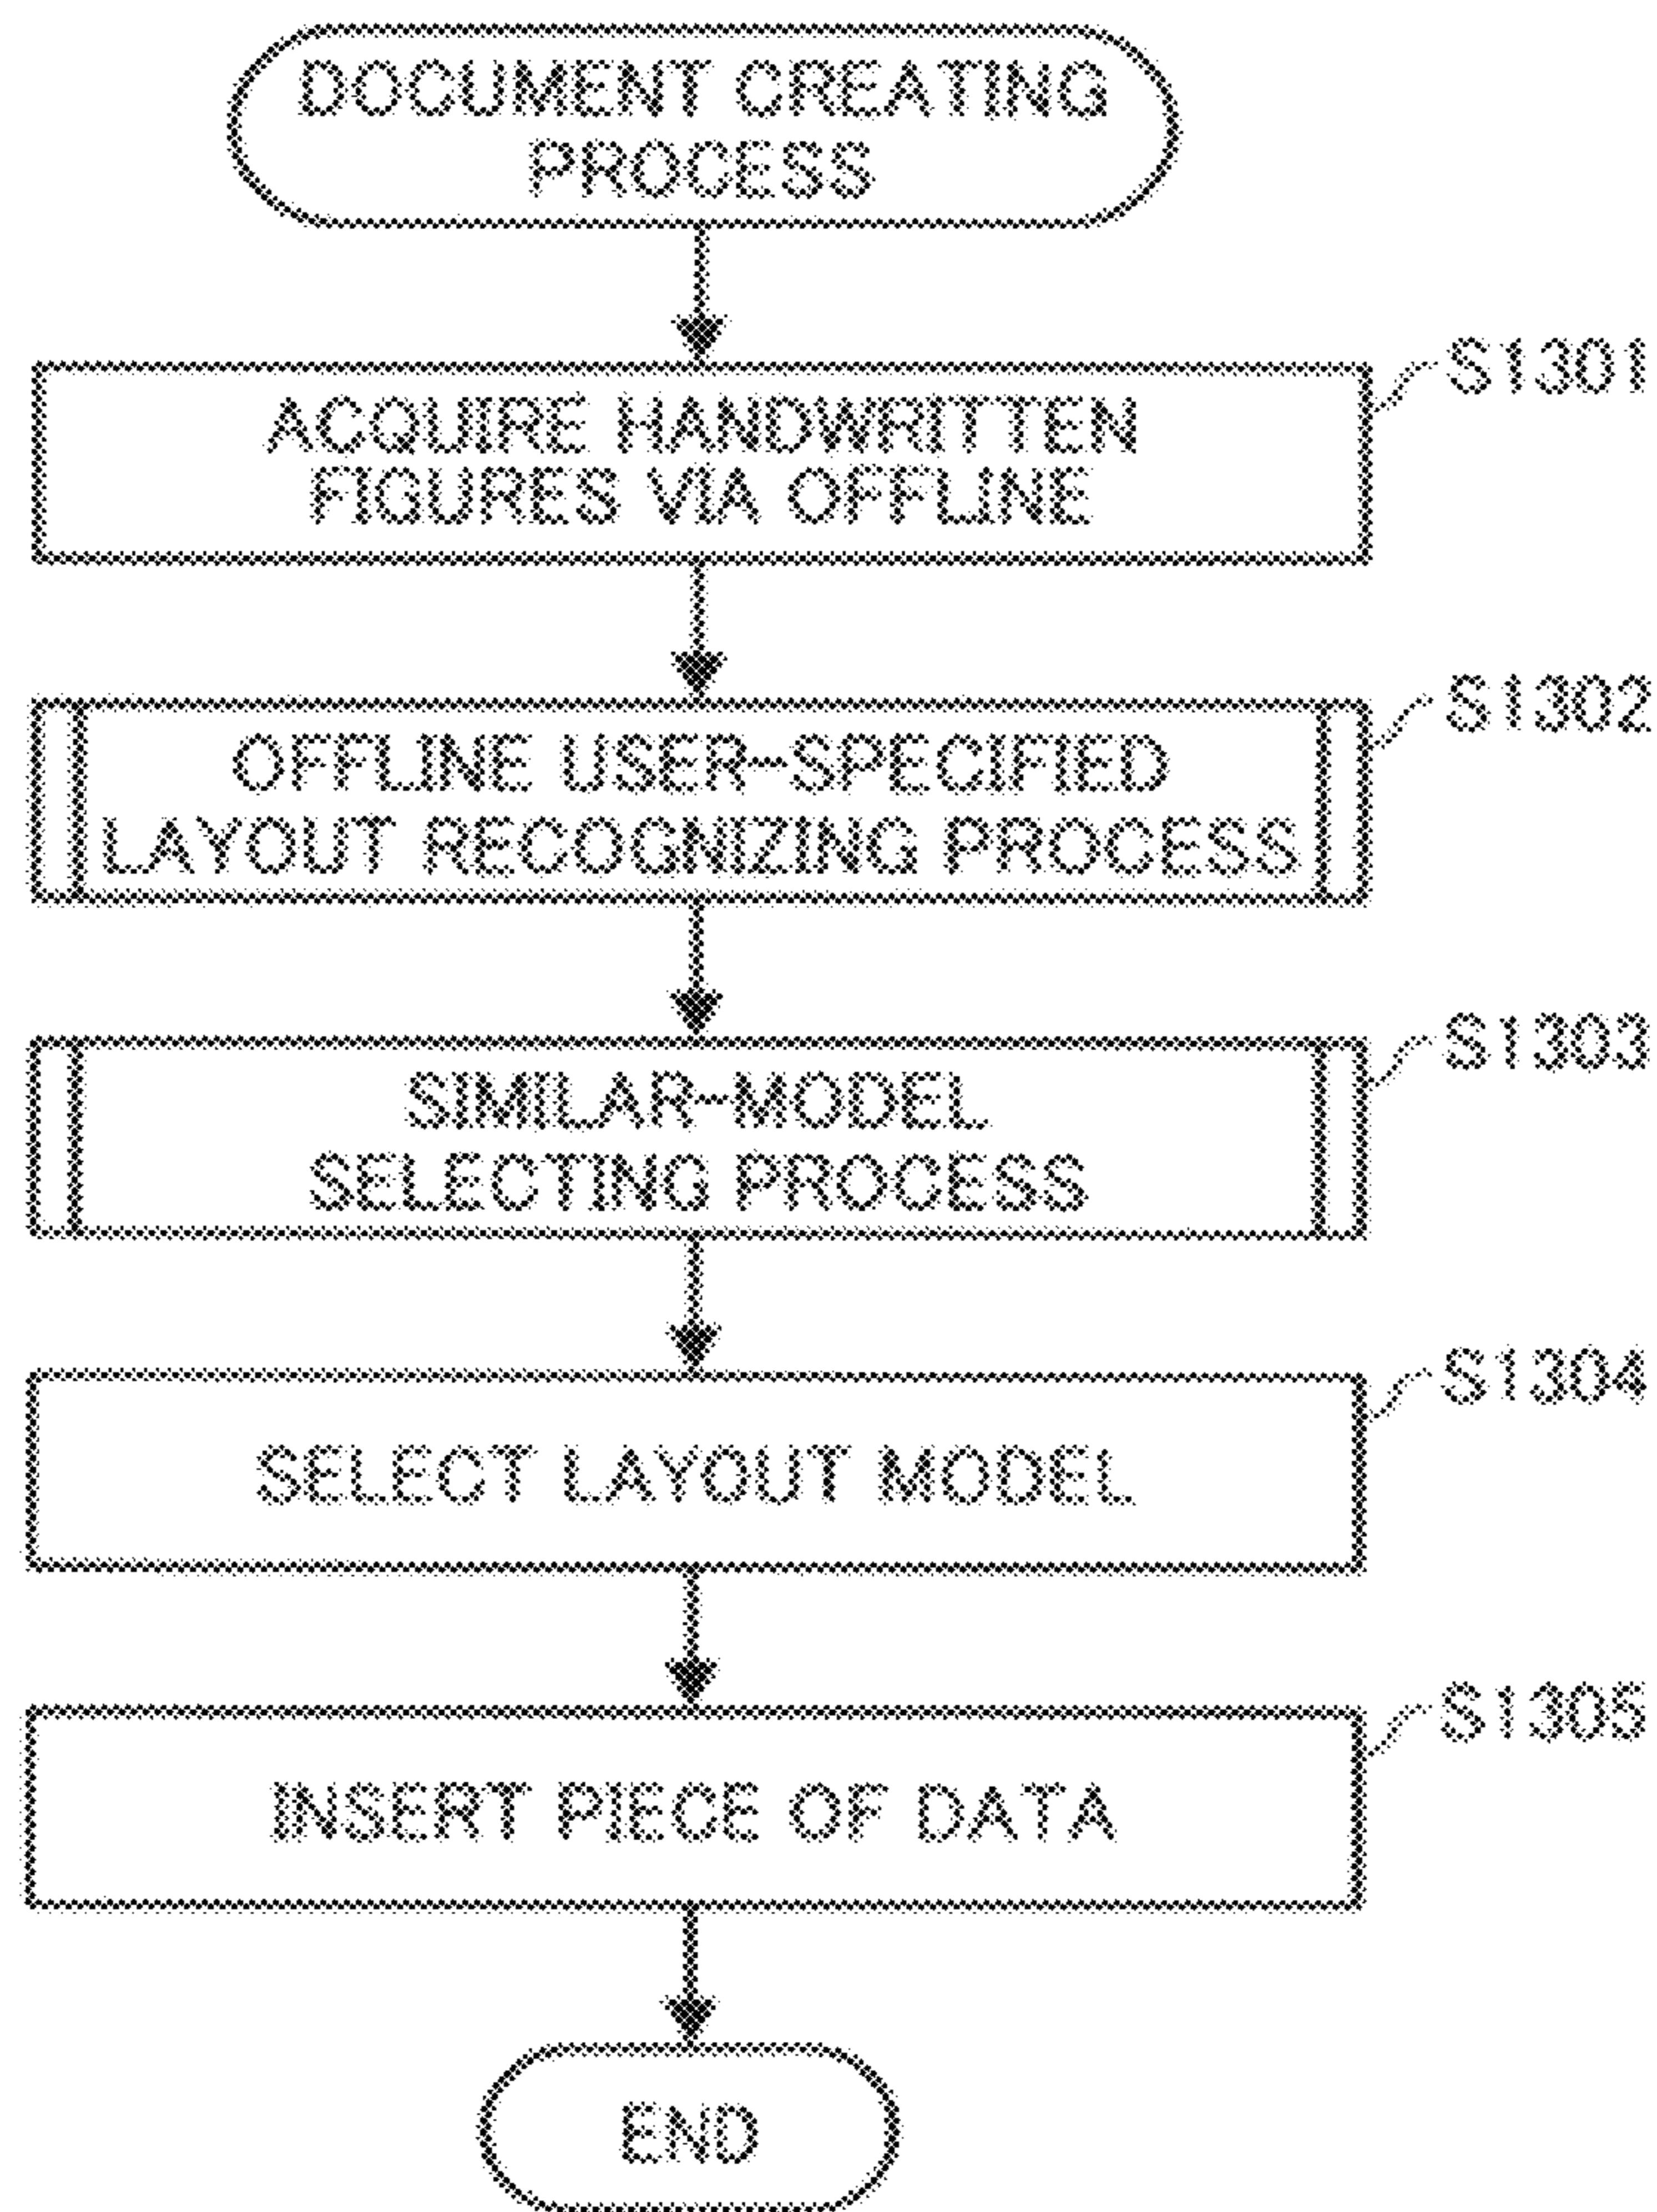 DOCUMENT CREATING
PROCESS
S1301
ACQUIRE HANDWRITTEN
FIGURES VIA OFFLINE
S1302
OFFLINE USER-SPECIFIED
LAYOUT RECOGNIZING PROCESS
S1303
SIMILAR-MODEL
SELECTING PROCESS
S1304
SELECT LAYOUT MODEL
S1305
INSERT PIECE OF DATA
END